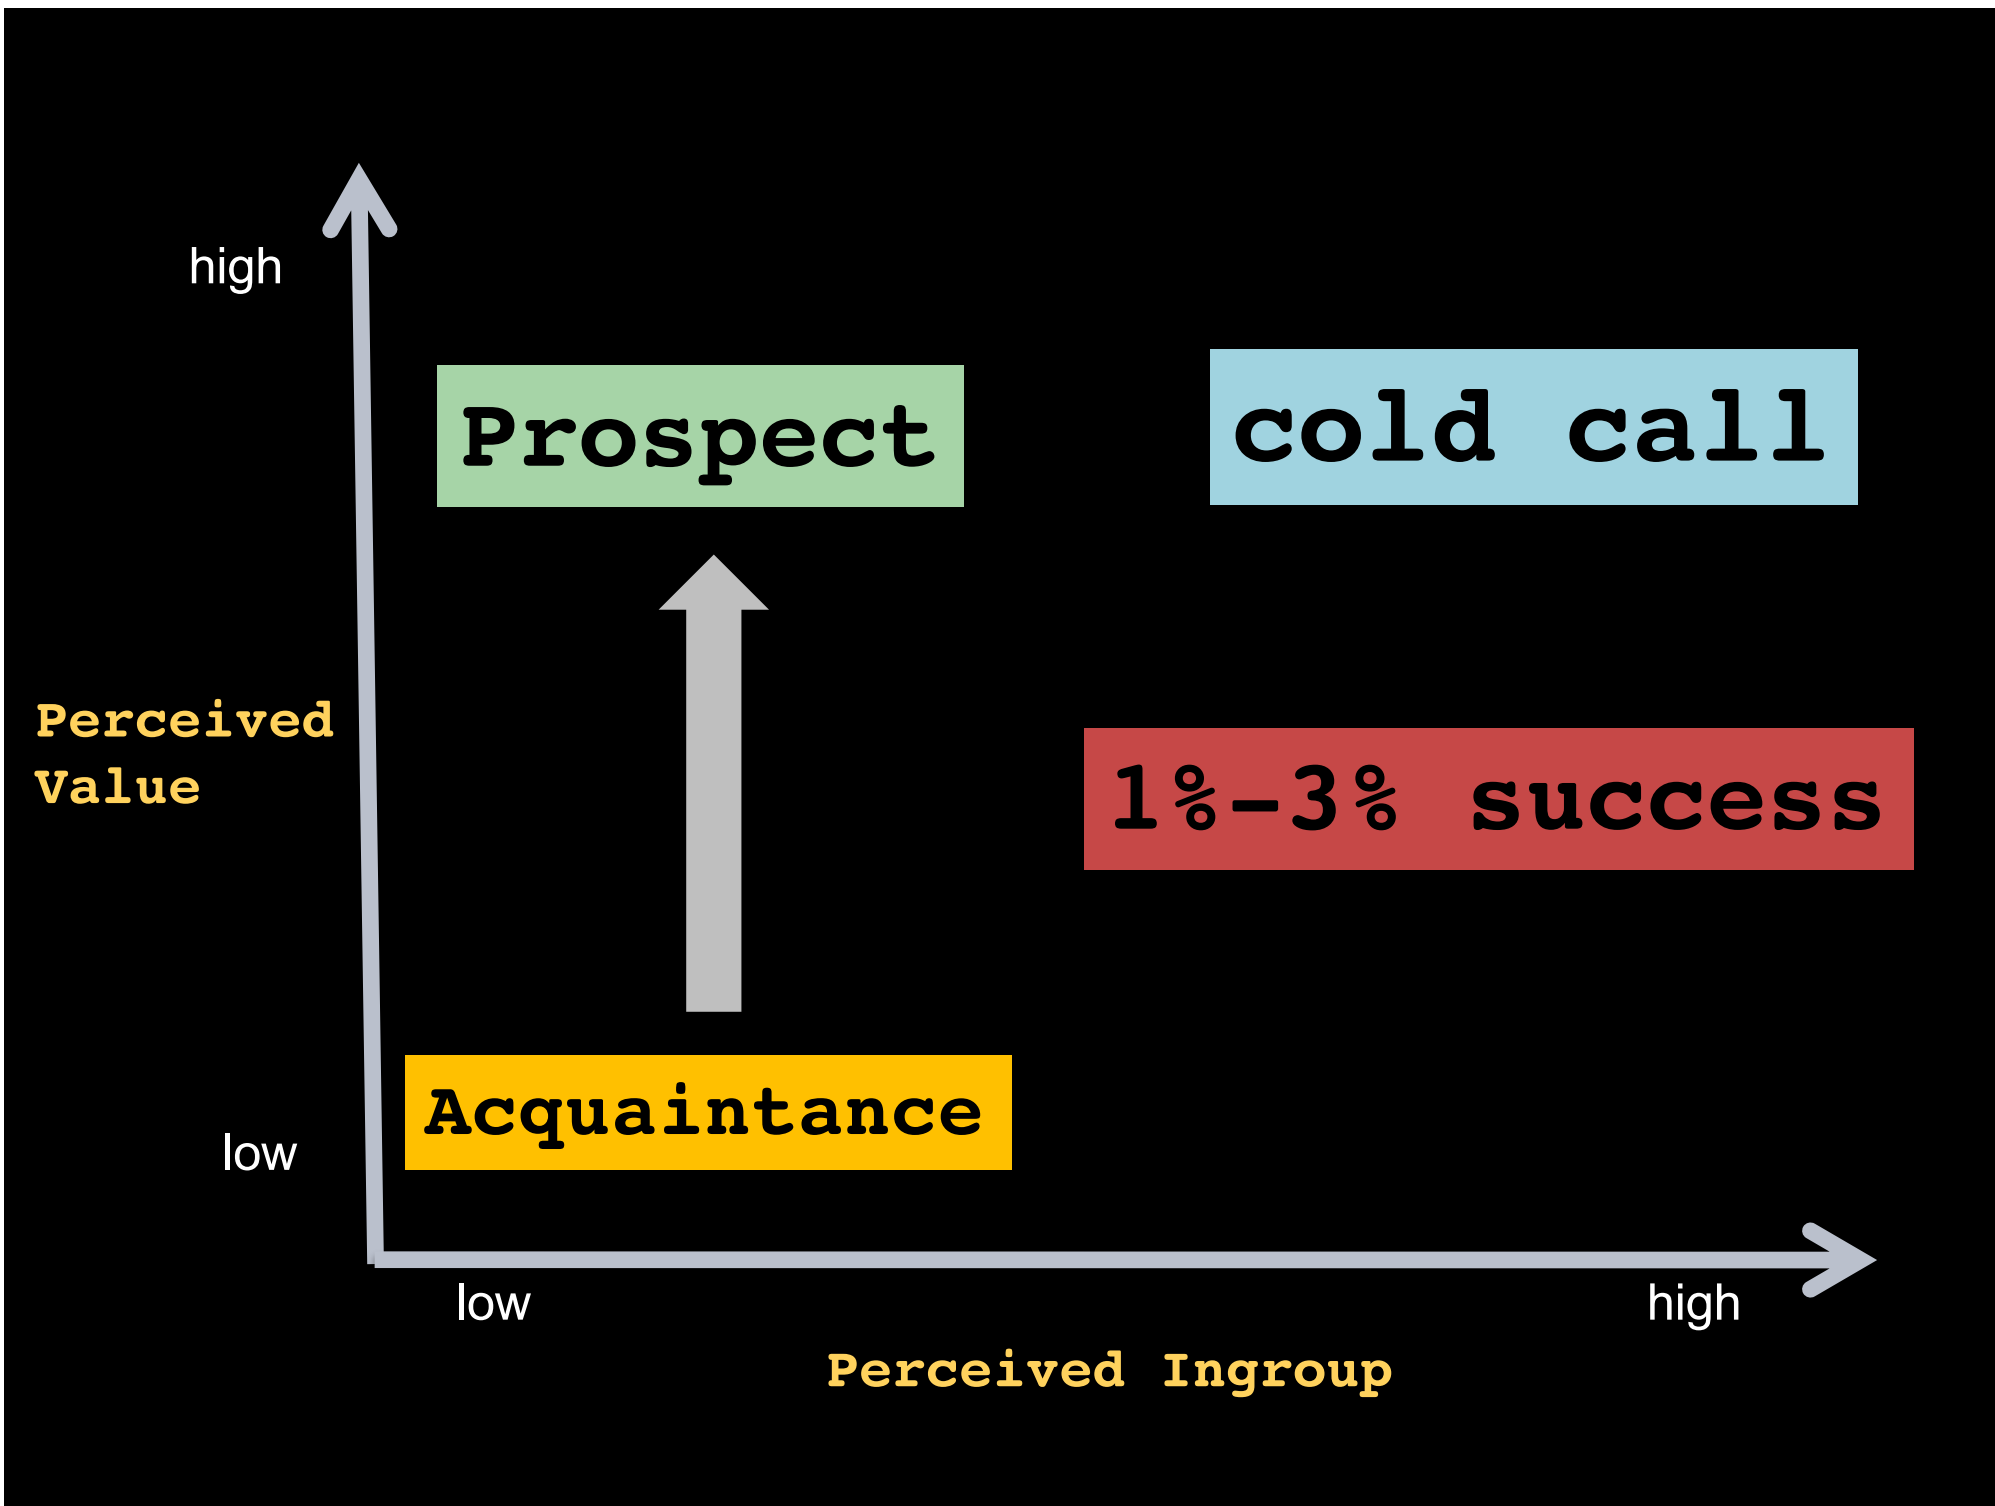 high
Prospect
cold call
Perceived
Value
1%-3% success
Acquaintance
low
low
high
Perceived Ingroup